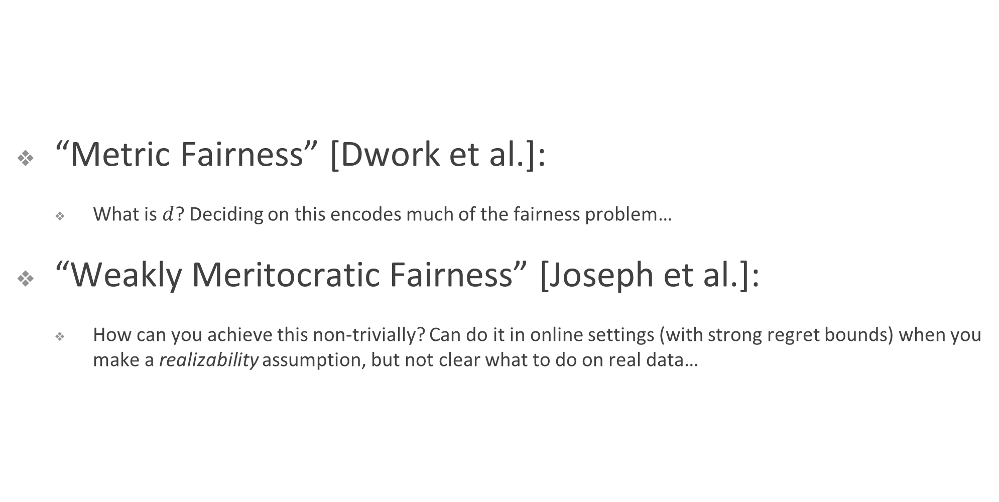 ❖ “Metric Fairness” [Dwork et al.]:
❖ What is 𝑑? Deciding on this encodes much of the fairness problem…
❖ “Weakly Meritocratic Fairness” [Joseph et al.]:
❖ How can you achieve this non-trivially? Can do it in online settings (with strong regret bounds) when you
make a realizability assumption, but not clear what to do on real data…